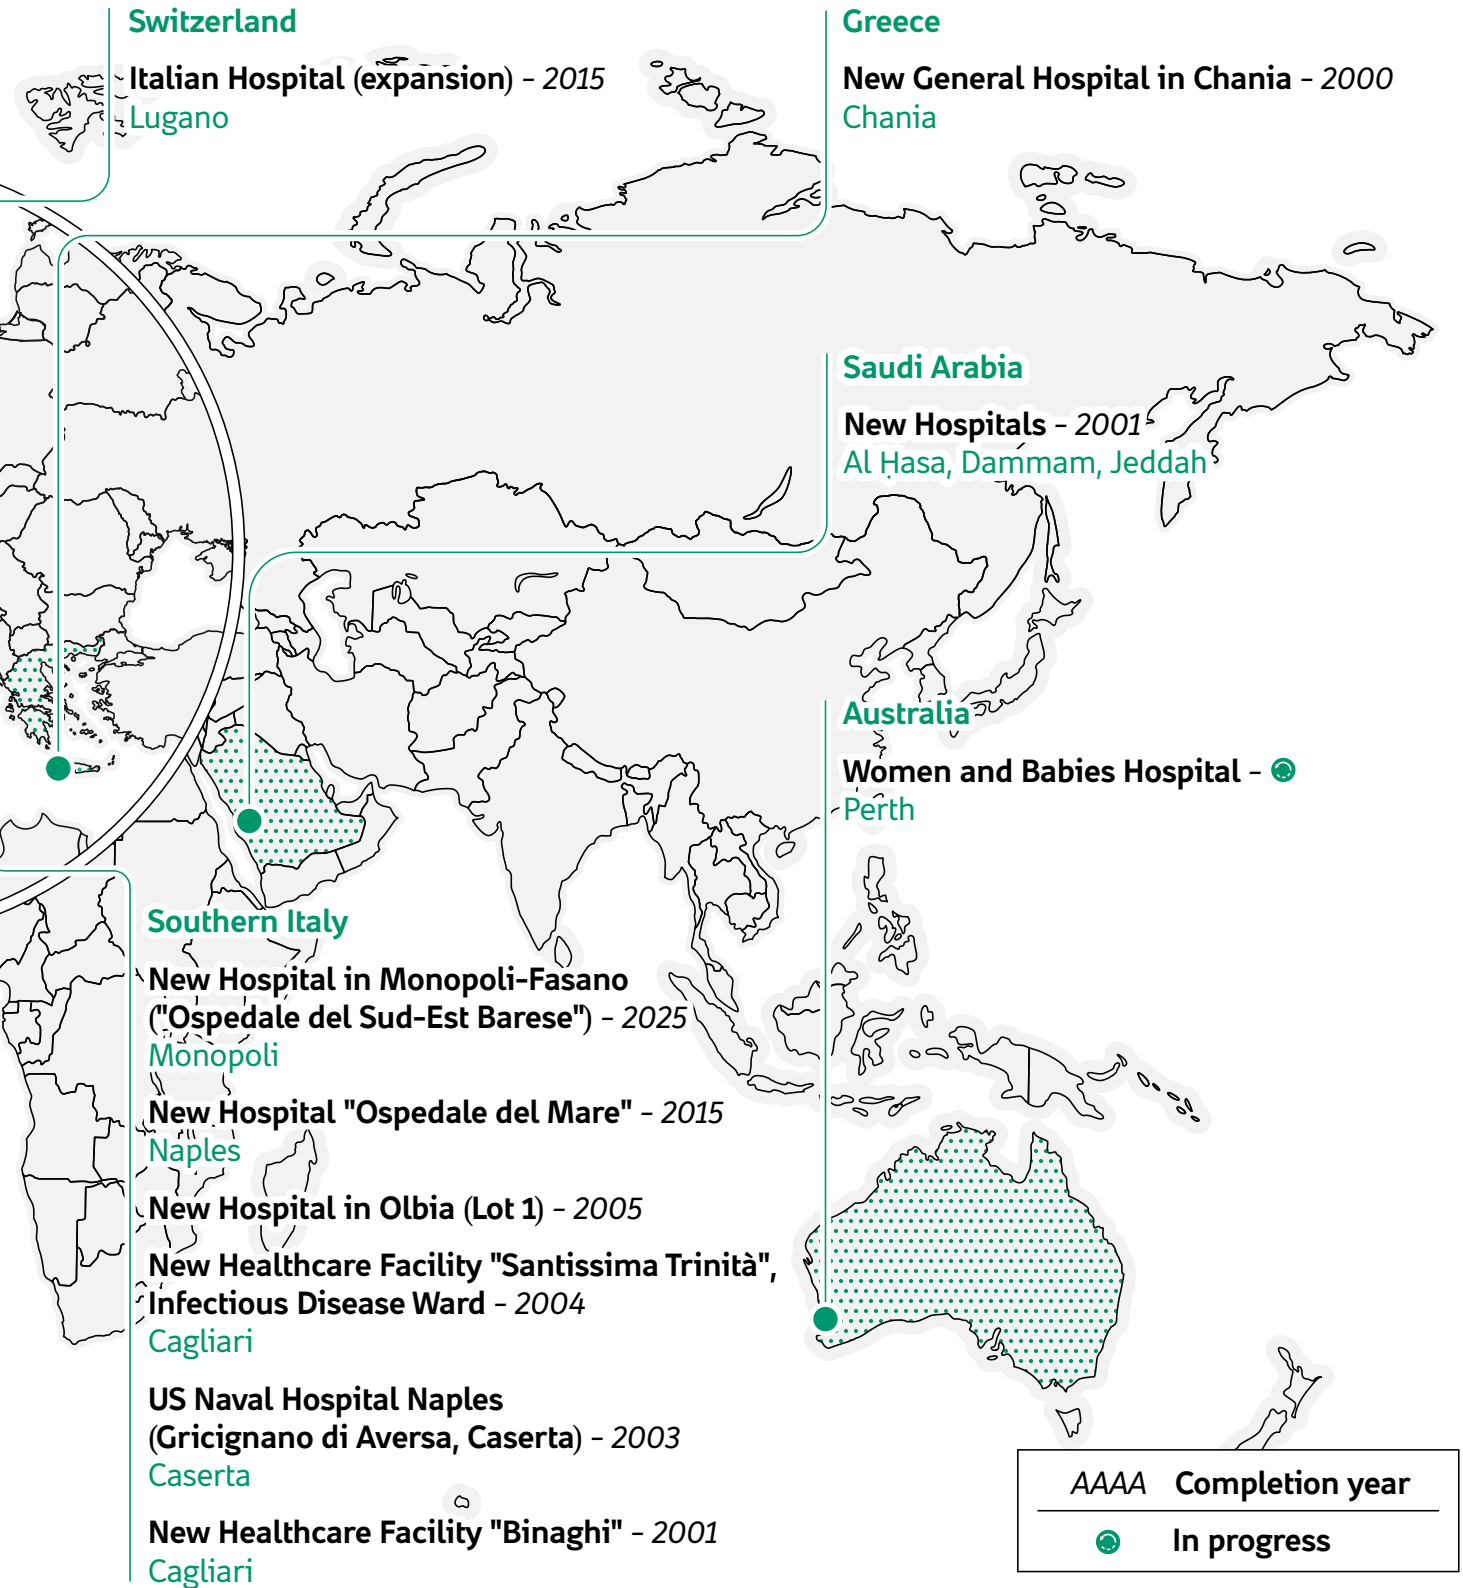 Switzerland
Italian Hospital (expansion) – 2015
Lugano
Greece
New General Hospital in Chania – 2000
Chania
Saudi Arabia
New Hospitals – 2001
Al Ḥasa, Dammam, Jeddah
Australia
Women and Babies Hospital –
Perth
Southern Italy
New Hospital in Monopoli-Fasano
("Ospedale del Sud-Est Barese") – 2025
Monopoli
New Hospital "Ospedale del Mare" – 2015
Naples
New Hospital in Olbia (Lot 1) – 2005
New Healthcare Facility "Santissima Trinità",
Infectious Disease Ward – 2004
Cagliari
US Naval Hospital Naples
(Gricignano di Aversa, Caserta) – 2003
Caserta
New Healthcare Facility "Binaghi" – 2001
Cagliari
AAAA Completion year
In progress